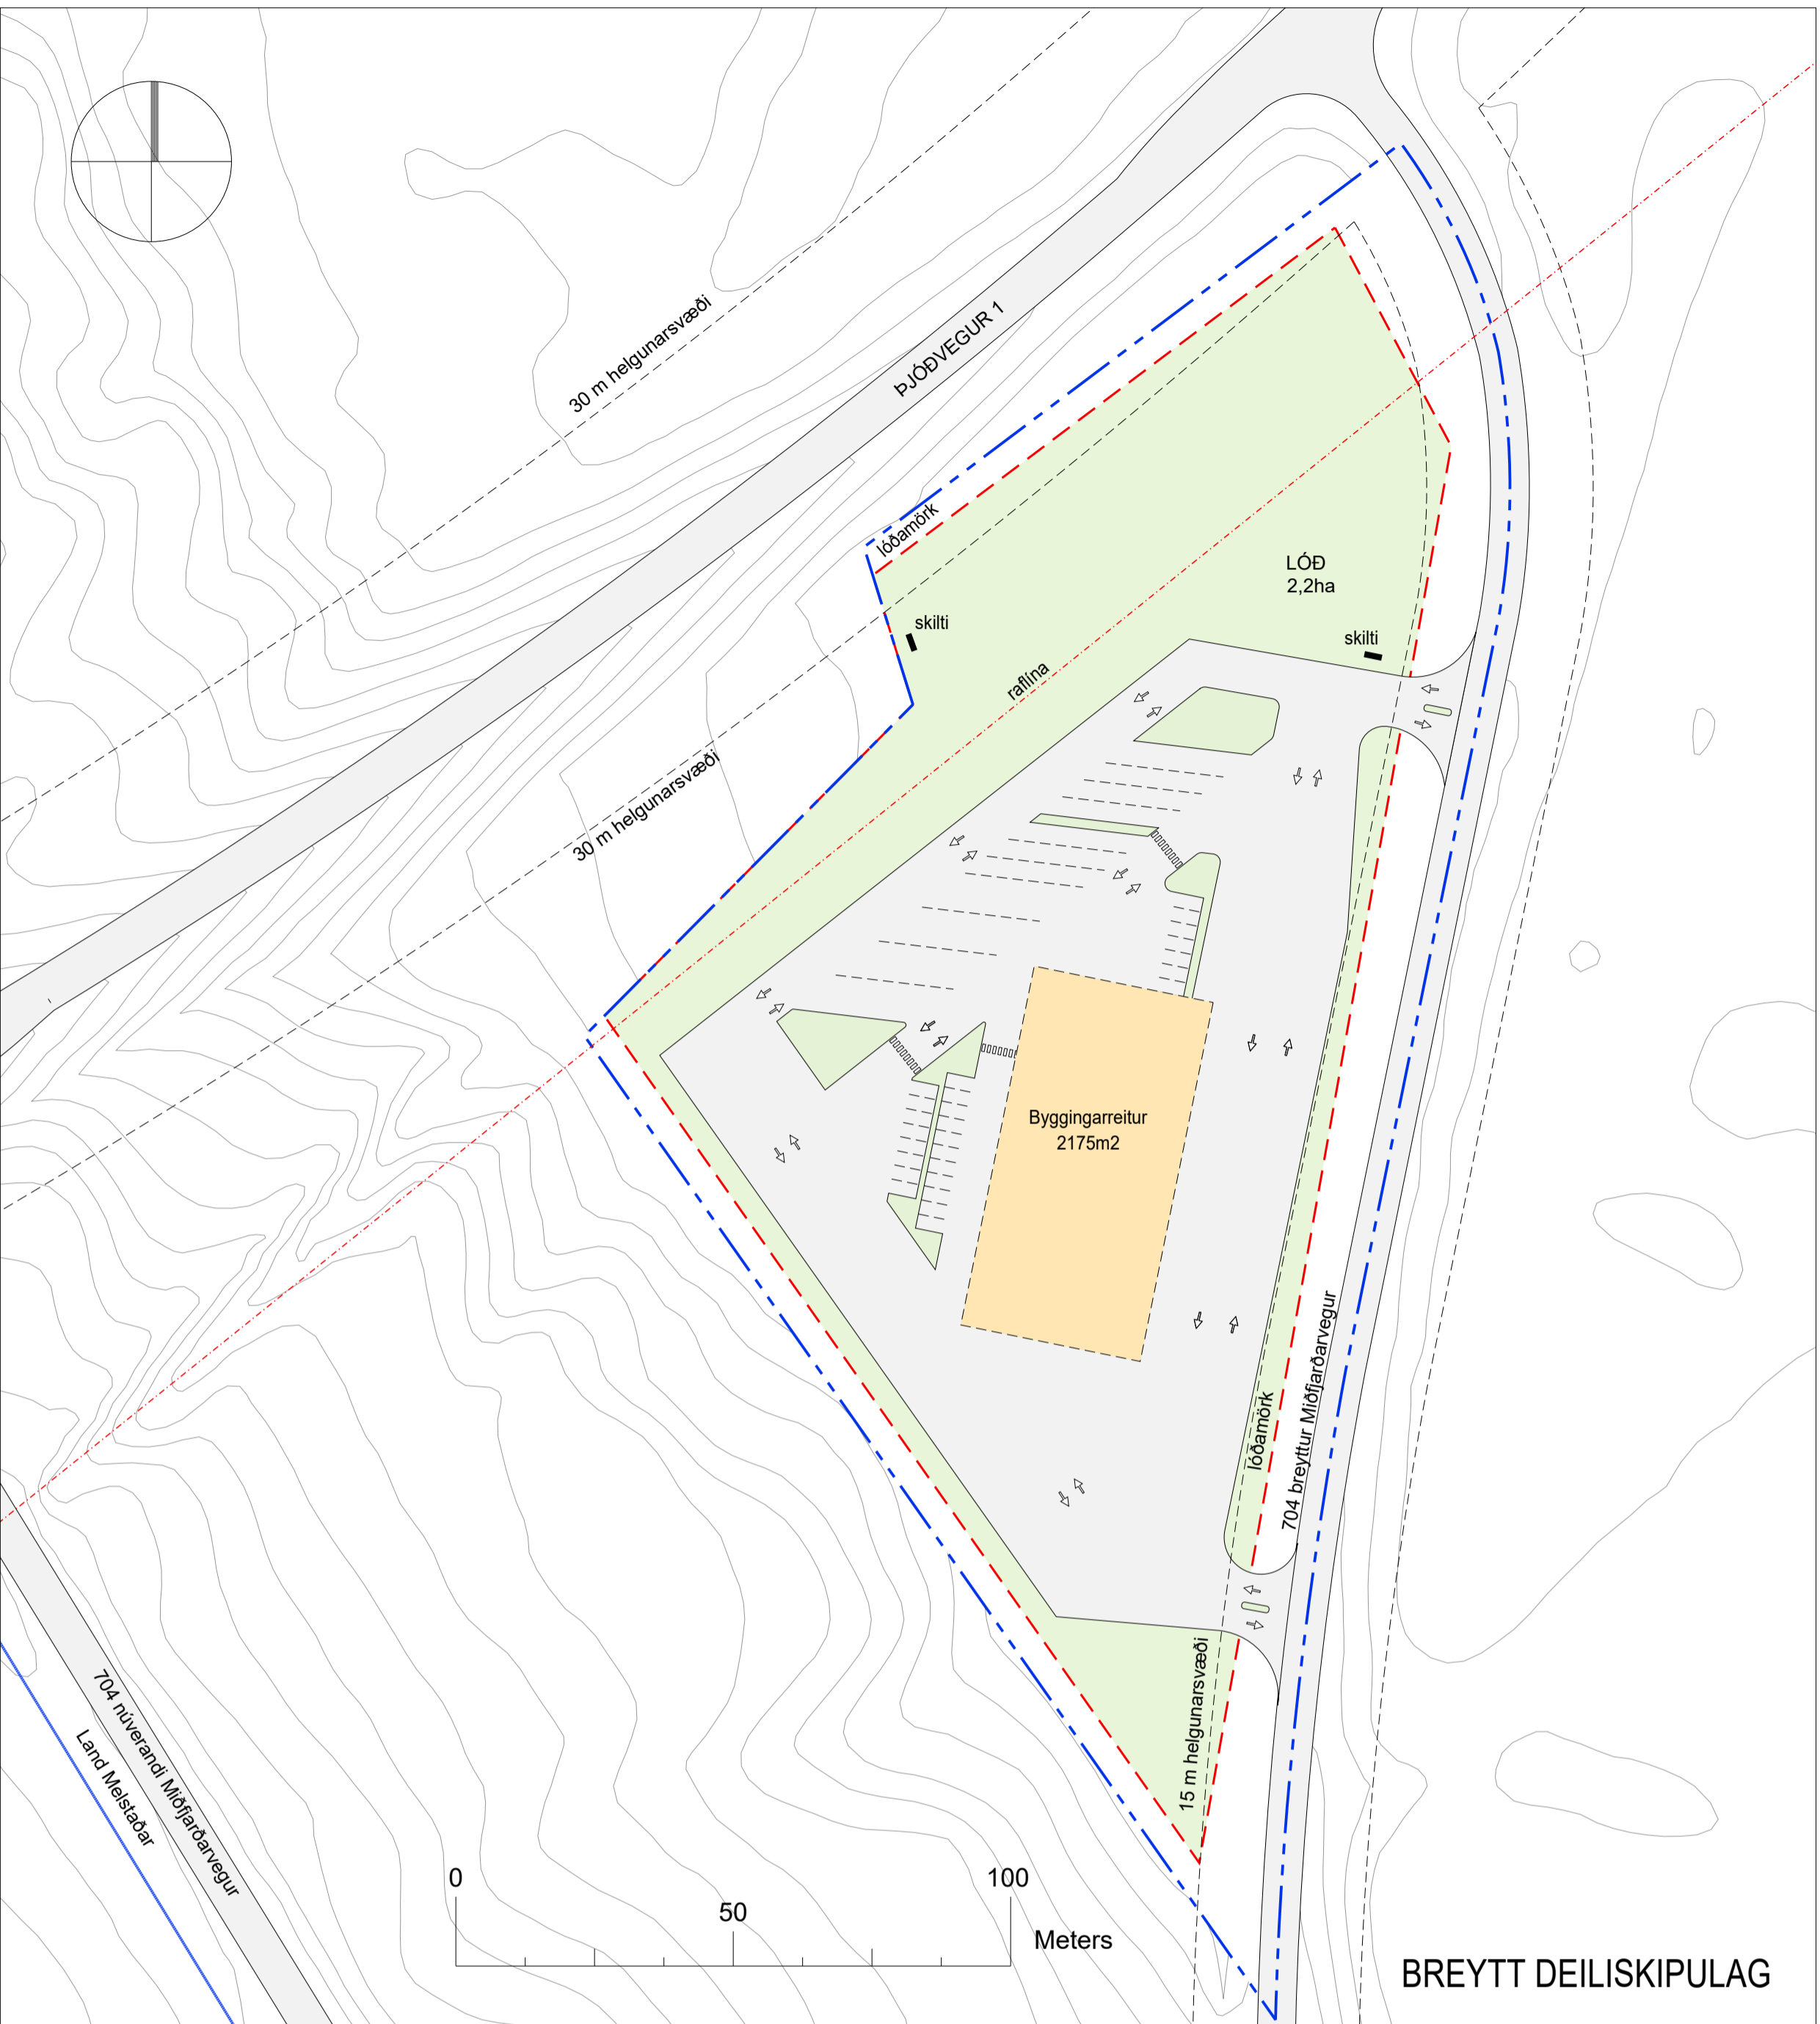 30 m helgunarsvæði
ÞJÓÐVEGUR 1
lóðamörk
LÓÐ
2,2ha
skilti
skilti
raflína
30 m helgunarsvæði
Byggingarreitur
2175m2
lóðamörk
704 breyttur Miðfjarðarvegur
15 m helgunarsvæði
704 núverandi Miðfjarðarvegur
Land Melstaðar
0
50
100
Meters
BREYTT DEILISKIPULAG